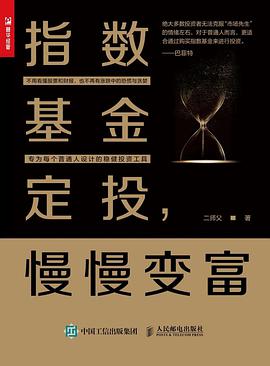 普华经管
指数
不用看懂股票和财报，也不再有涨跌中的恐慌与贪婪
基金
专为每个普通人设计的稳健投资工具
定投，
慢慢变富
绝大多数投资者无法克服“市场先生”
的情绪左右，对于普通人而言，更适
合通过购买指数基金来进行投资。
——巴菲特
二师父 著
中国工信出版集团
人民邮电出版社
POSTS & TELECOM PRESS